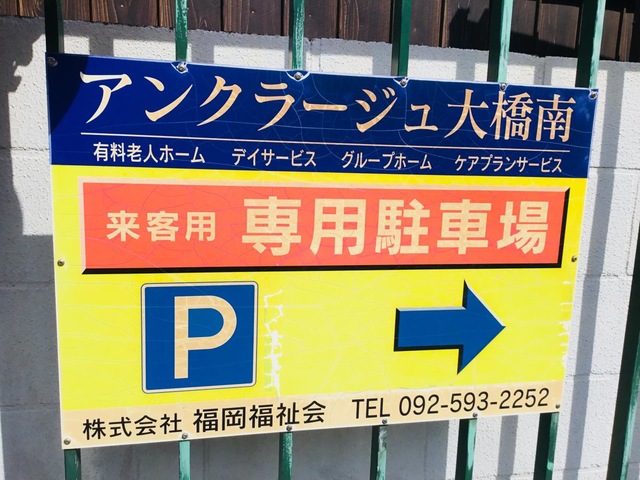 アンクラージュ大橋南
有料老人ホーム デイサービス グループホーム ケアプランサービス
来客用 専用駐車場
P
株式会社 福岡福祉会 TEL 092-593-2252